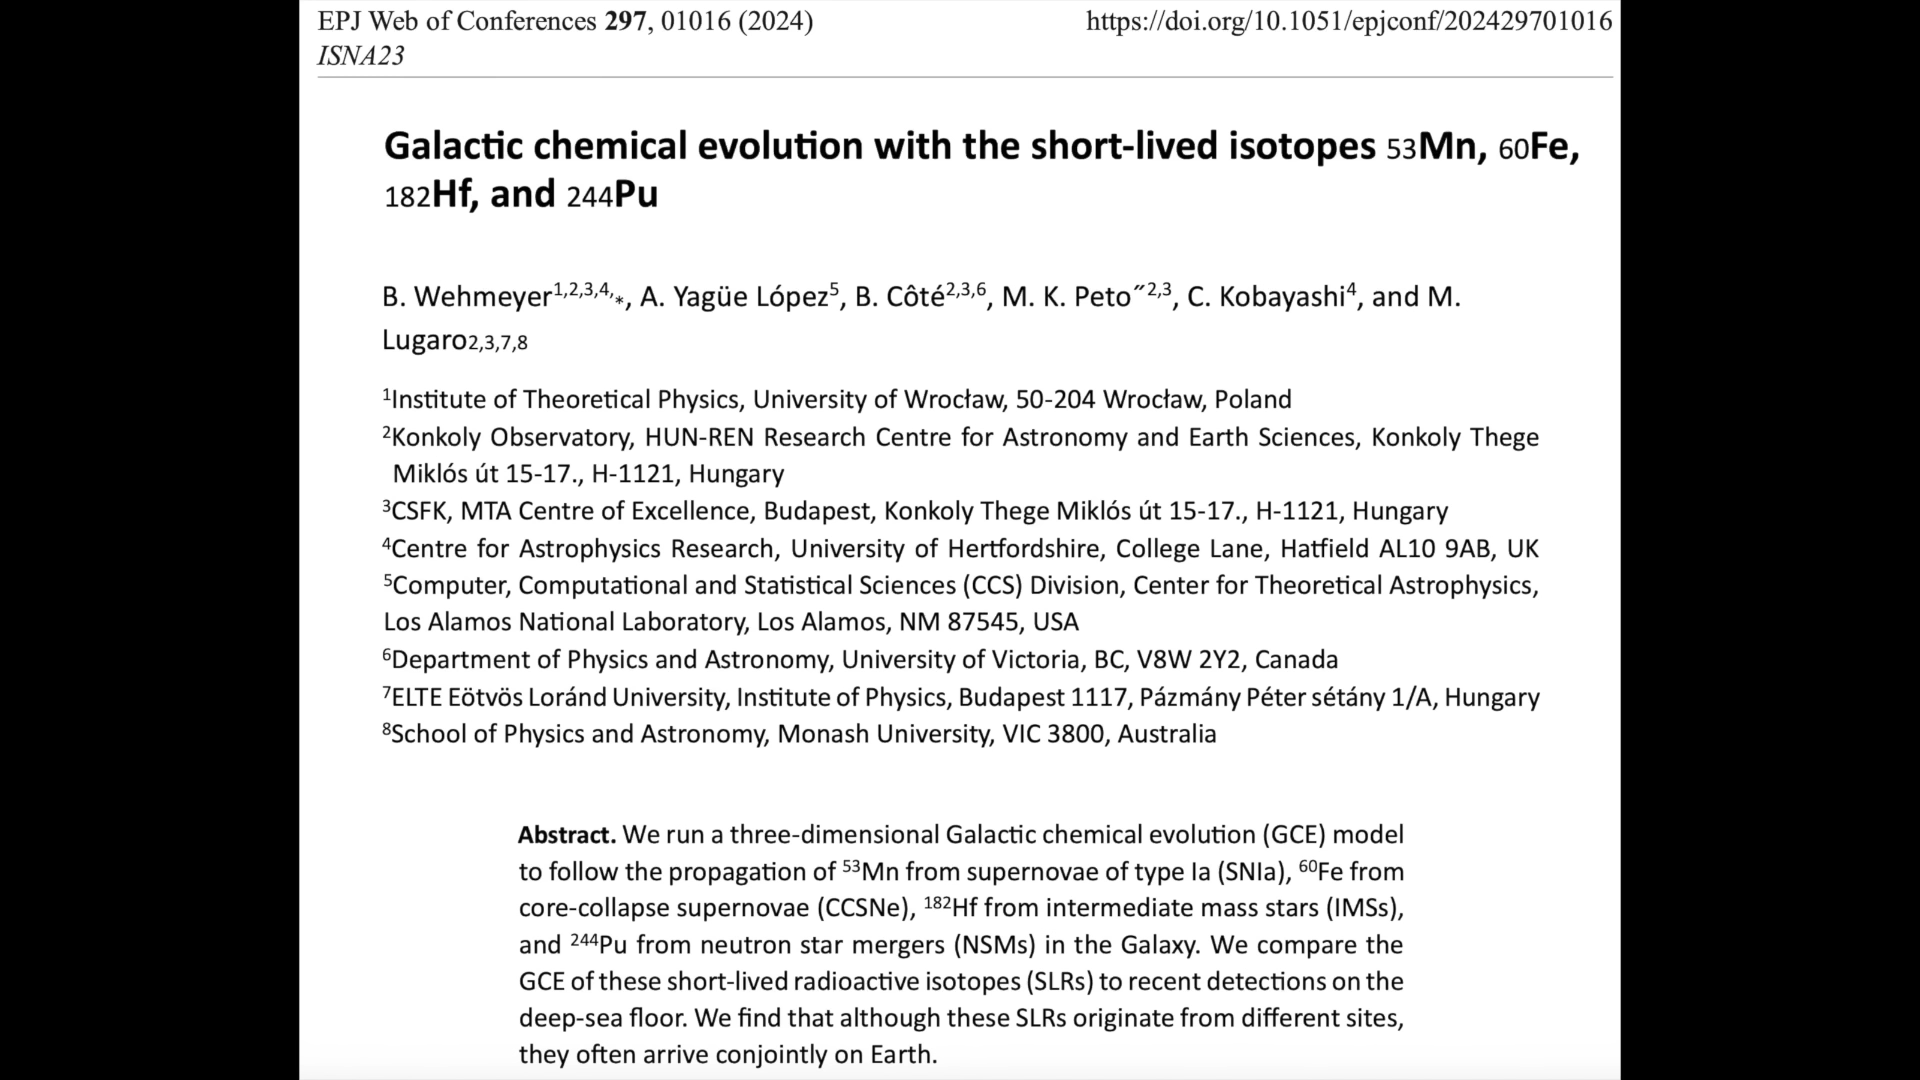 EPJ Web of Conferences 297, 01016 (2024) https://doi.org/10.1051/epjconf/202429701016
ISNA23
Galactic chemical evolution with the short-lived isotopes 53Mn, 60Fe,
182Hf, and 244Pu
B. Wehmeyer1,2,3,4,*, A. Yagüe López5, B. Côté2,3,6, M. K. Peto˝2,3, C. Kobayashi4, and M.
Lugaro2,3,7,8
1Institute of Theoretical Physics, University of Wrocław, 50-204 Wrocław, Poland
2Konkoly Observatory, HUN-REN Research Centre for Astronomy and Earth Sciences, Konkoly Thege
Miklós út 15-17., H-1121, Hungary
3CSFK, MTA Centre of Excellence, Budapest, Konkoly Thege Miklós út 15-17., H-1121, Hungary
4Centre for Astrophysics Research, University of Hertfordshire, College Lane, Hatfield AL10 9AB, UK
5Computer, Computational and Statistical Sciences (CCS) Division, Center for Theoretical Astrophysics,
Los Alamos National Laboratory, Los Alamos, NM 87545, USA
6Department of Physics and Astronomy, University of Victoria, BC, V8W 2Y2, Canada
7ELTE Eötvös Loránd University, Institute of Physics, Budapest 1117, Pázmány Péter sétány 1/A, Hungary
8School of Physics and Astronomy, Monash University, VIC 3800, Australia
Abstract. We run a three-dimensional Galactic chemical evolution (GCE) model
to follow the propagation of 53Mn from supernovae of type Ia (SNIa), 60Fe from
core-collapse supernovae (CCSNe), 182Hf from intermediate mass stars (IMSs),
and 244Pu from neutron star mergers (NSMs) in the Galaxy. We compare the
GCE of these short-lived radioactive isotopes (SLRs) to recent detections on the
deep-sea floor. We find that although these SLRs originate from different sites,
they often arrive conjointly on Earth.